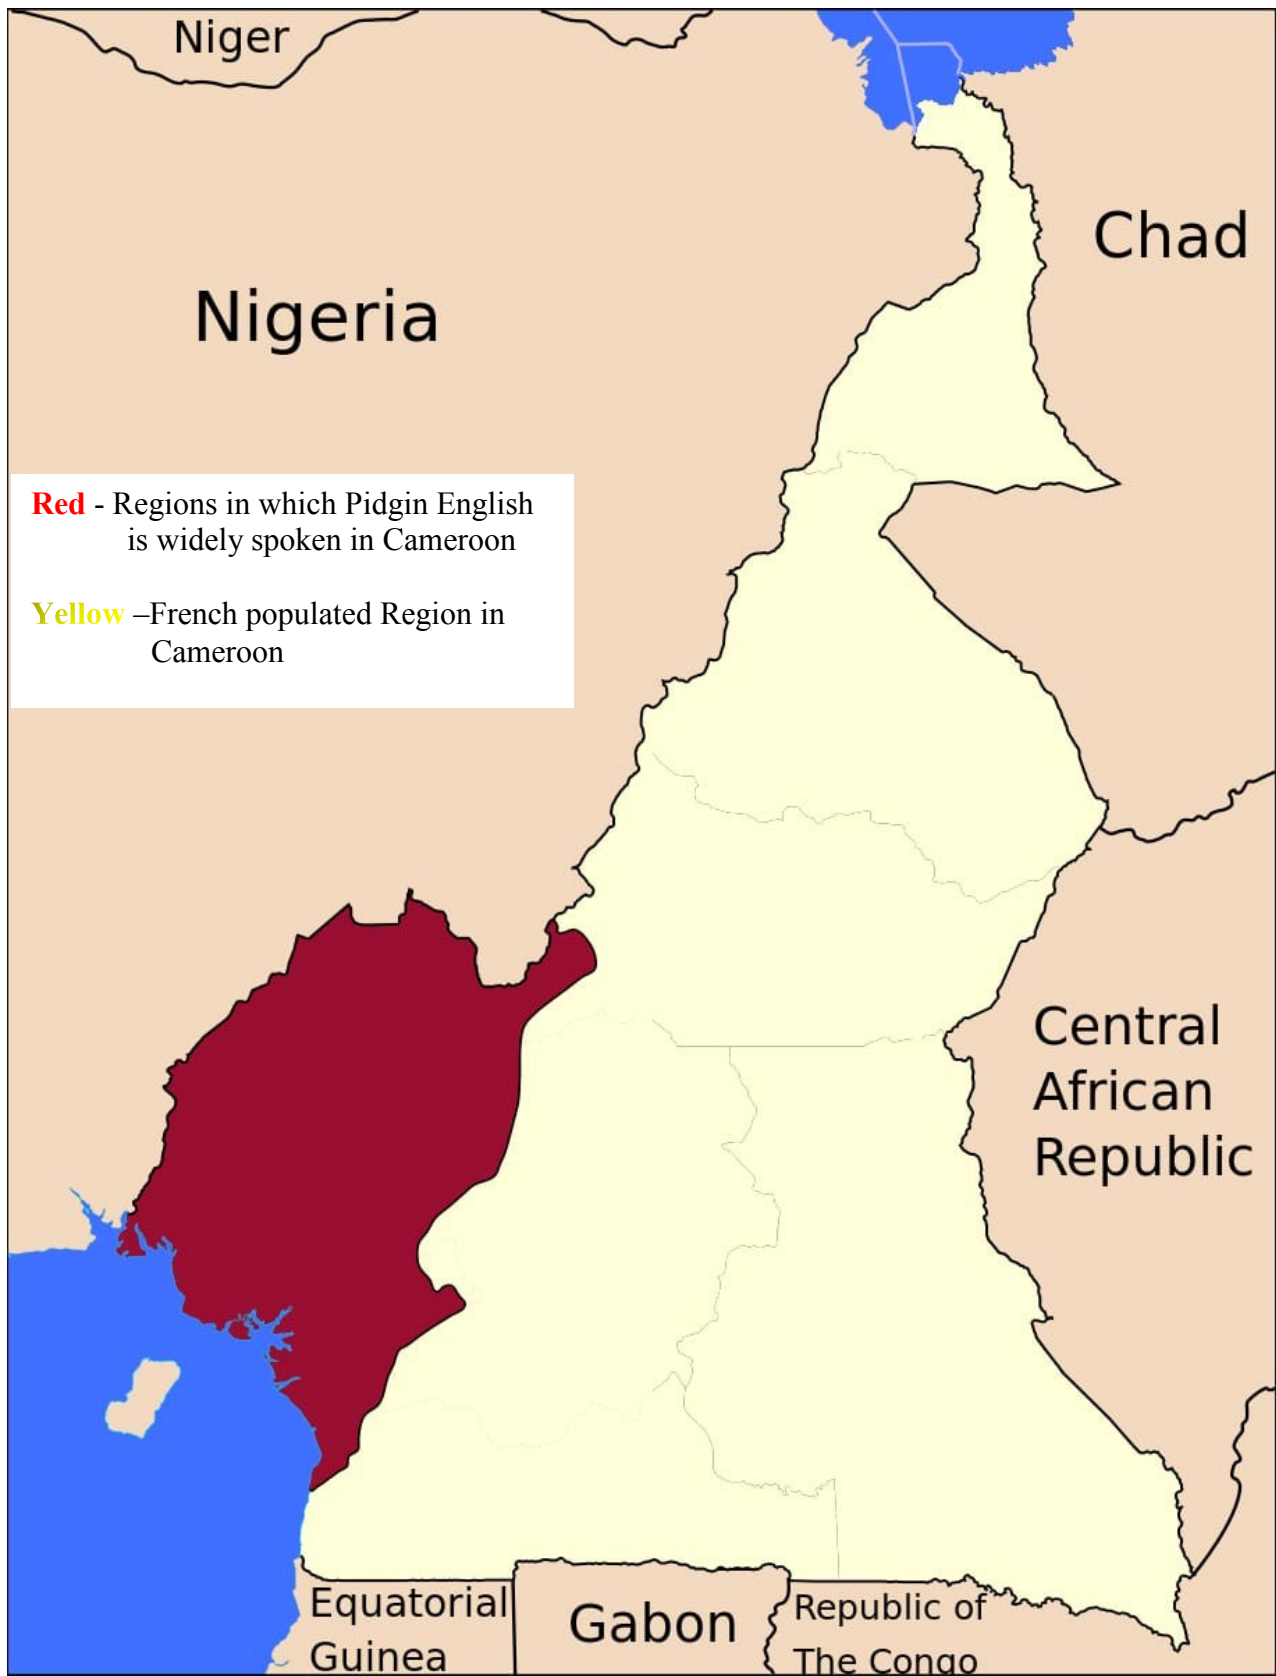 Niger
Chad
Nigeria
Red - Regions in which Pidgin English
is widely spoken in Cameroon
Yellow –French populated Region in
Cameroon
Central
African
Republic
Equatorial
Guinea
Gabon
Republic of
The Congo